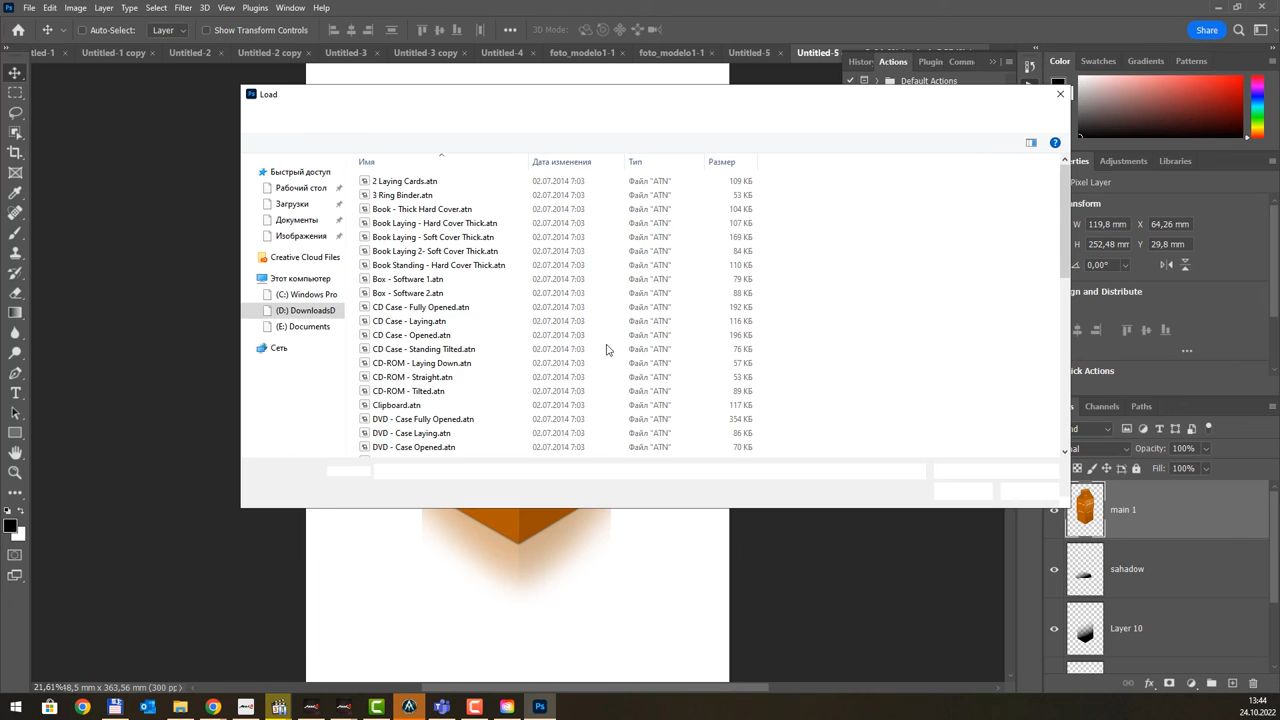 File Edit Image Layer Type Select Filter 3D View Plugins Window Help
Auto-Select: Layer Show Transform Controls 3D Mode: Share
tled-1 Untitled-1 copy Untitled-2 Untitled-2 copy Untitled-3 Untitled-3 copy Untitled-4 foto_modelo1-1 foto_modelo1-1 Untitled-5 Untitled-5
Histor Actions Plugin Comm Color Swatches Gradients Patterns
Default Actions
Load
Имя Дата изменения Тип Размер
Быстрый доступ
Рабочий стол
Загрузки
Документы
Изображения
Creative Cloud Files
Этот компьютер
(C:) Windows Pro
(D:) DownloadsD
(E:) Documents
Сеть
2 Laying Cards.atn 02.07.2014 7:03 Файл "ATN" 109 КБ
3 Ring Binder.atn 02.07.2014 7:03 Файл "ATN" 53 КБ
Book - Thick Hard Cover.atn 02.07.2014 7:03 Файл "ATN" 104 КБ
Book Laying - Hard Cover Thick.atn 02.07.2014 7:03 Файл "ATN" 107 КБ
Book Laying - Soft Cover Thick.atn 02.07.2014 7:03 Файл "ATN" 169 КБ
Book Laying 2- Soft Cover Thick.atn 02.07.2014 7:03 Файл "ATN" 84 КБ
Book Standing - Hard Cover Thick.atn 02.07.2014 7:03 Файл "ATN" 110 КБ
Box - Software 1.atn 02.07.2014 7:03 Файл "ATN" 79 КБ
Box - Software 2.atn 02.07.2014 7:03 Файл "ATN" 88 КБ
CD Case - Fully Opened.atn 02.07.2014 7:03 Файл "ATN" 192 КБ
CD Case - Laying.atn 02.07.2014 7:03 Файл "ATN" 116 КБ
CD Case - Opened.atn 02.07.2014 7:03 Файл "ATN" 196 КБ
CD Case - Standing Tilted.atn 02.07.2014 7:03 Файл "ATN" 76 КБ
CD-ROM - Laying Down.atn 02.07.2014 7:03 Файл "ATN" 57 КБ
CD-ROM - Straight.atn 02.07.2014 7:03 Файл "ATN" 53 КБ
CD-ROM - Tilted.atn 02.07.2014 7:03 Файл "ATN" 89 КБ
Clipboard.atn 02.07.2014 7:03 Файл "ATN" 117 КБ
DVD - Case Fully Opened.atn 02.07.2014 7:03 Файл "ATN" 354 КБ
DVD - Case Laying.atn 02.07.2014 7:03 Файл "ATN" 86 КБ
DVD - Case Opened.atn 02.07.2014 7:03 Файл "ATN" 70 КБ
erties Adjustments Libraries
Pixel Layer
nsform
W 119,8 mm X 64,26 mm
H 252,48 mm Y 29,8 mm
0,00°
n and Distribute
k Actions
s Channels Paths
Opacity: 100%
Fill: 100%
main 1
sahadow
Layer 10
21,61% 48,5 mm x 363,56 mm (300 pp
13:44
24.10.2022